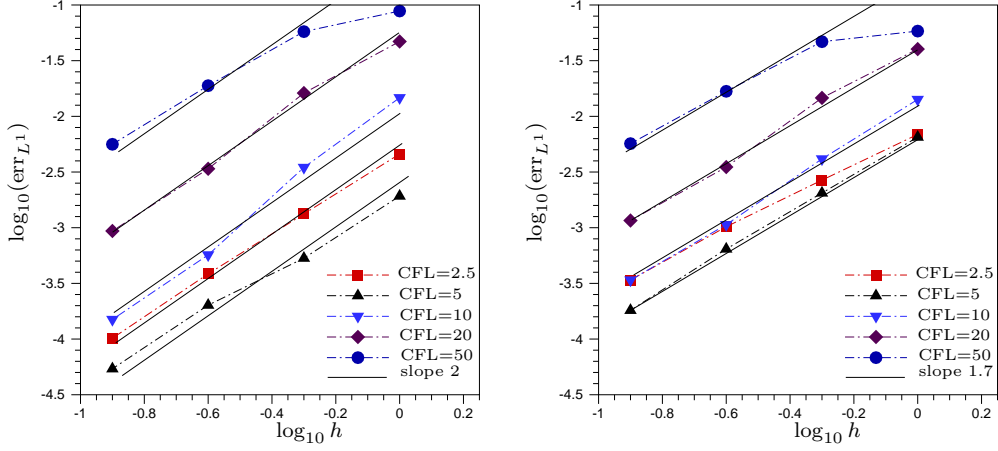 log₁₀(err_L¹)
-1
-1.5
-2
-2.5
-3
-3.5
-4
-4.5
-1
-0.8
-0.6
-0.4
-0.2
0
0.2
log₁₀ h
CFL=2.5
CFL=5
CFL=10
CFL=20
CFL=50
slope 2
log₁₀(err_L¹)
-1
-1.5
-2
-2.5
-3
-3.5
-4
-4.5
-1
-0.8
-0.6
-0.4
-0.2
0
0.2
log₁₀ h
CFL=2.5
CFL=5
CFL=10
CFL=20
CFL=50
slope 1.7